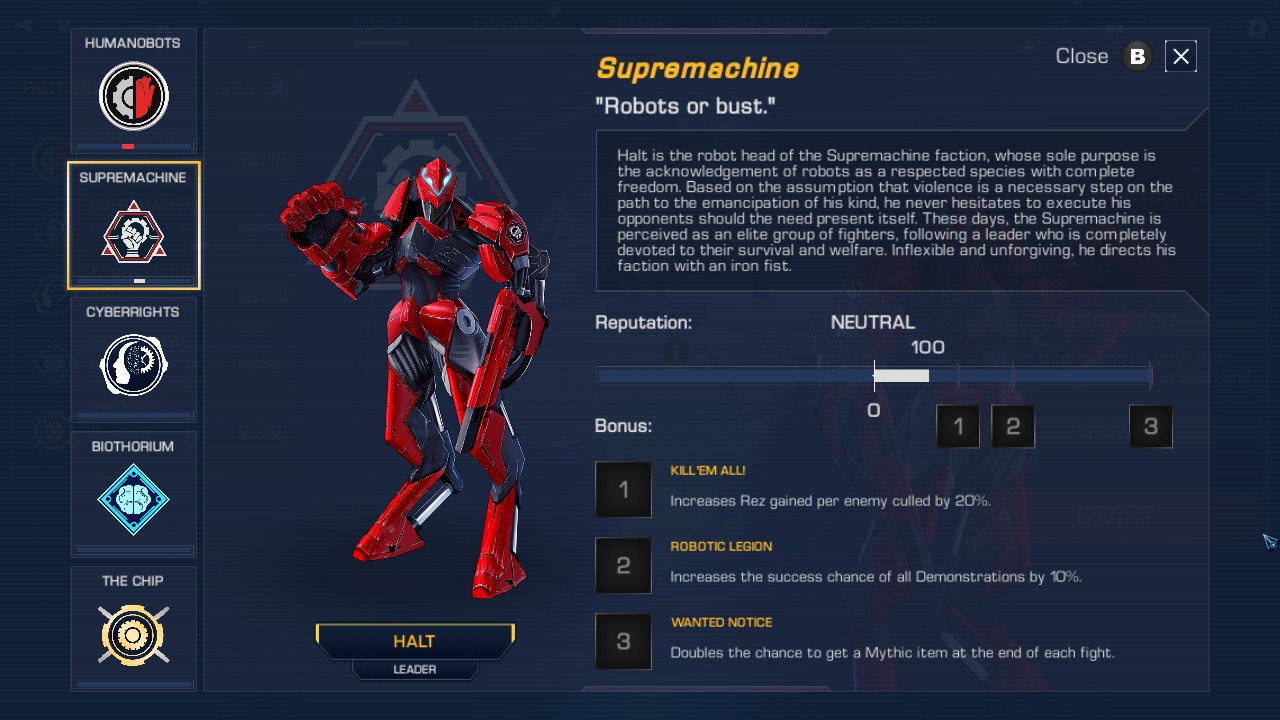 MISSION
EQUIPMENT
HANGAR
BLACK MARKET
HUMANOBOTS
SUPREMACHINE
CYBERRIGHTS
BIOTHORIUM
THE CHIP
HALT
LEADER
Close B
Supremachine
"Robots or bust."
Halt is the robot head of the Supremachine faction, whose sole purpose is
the acknowledgement of robots as a respected species with complete
freedom. Based on the assumption that violence is a necessary step on the
path to the emancipation of his kind, he never hesitates to execute his
opponents should the need present itself. These days, the Supremachine is
perceived as an elite group of fighters, following a leader who is completely
devoted to their survival and welfare. Inflexible and unforgiving, he directs his
faction with an iron fist.
Reputation:
NEUTRAL
100
0
1
2
3
Bonus:
1
KILL'EM ALL!
Increases Rez gained per enemy culled by 20%.
2
ROBOTIC LEGION
Increases the success chance of all Demonstrations by 10%.
3
WANTED NOTICE
Doubles the chance to get a Mythic item at the end of each fight.
START